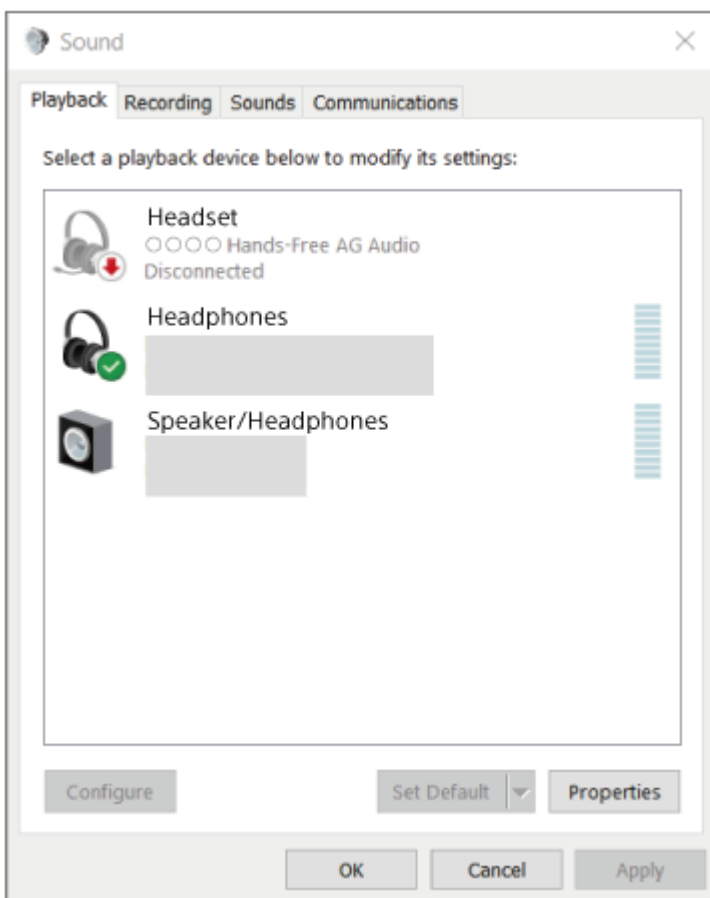 Sound
Playback Recording Sounds Communications
Select a playback device below to modify its settings:
Headset
○○○○ Hands-Free AG Audio
Disconnected
Headphones
Speaker/Headphones
Configure Set Default Properties
OK Cancel Apply